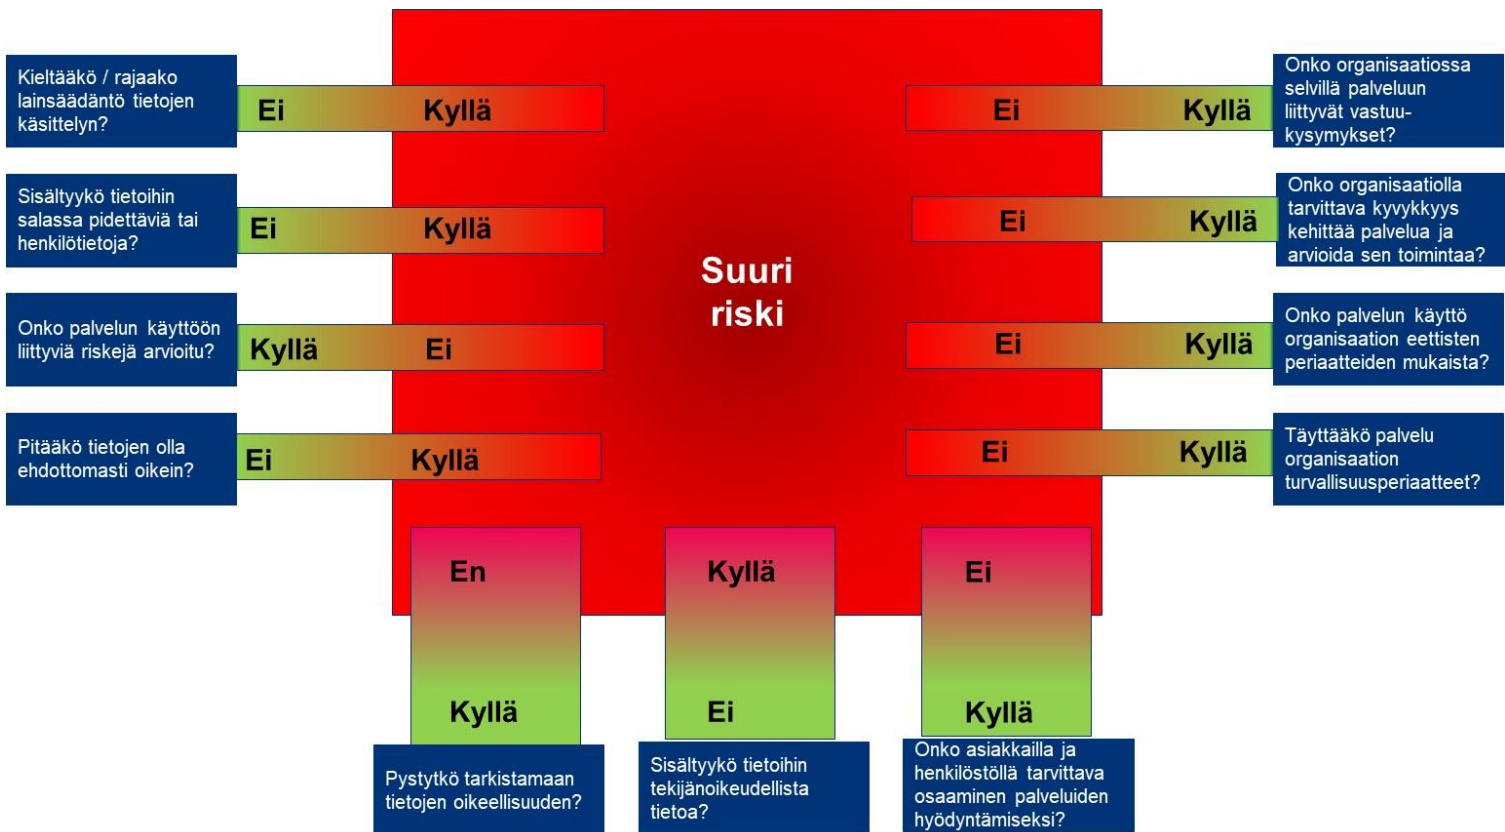 Kieltääkö / rajaako
lainsäädäntö tietojen
käsittelyn?
Ei Kyllä
Sisältyykö tietoihin
salassa pidettäviä tai
henkilötietoja?
Ei Kyllä
Onko palvelun käyttöön
liittyviä riskejä arvioitu?
Kyllä Ei
Pitääkö tietojen olla
ehdottomasti oikein?
Ei Kyllä
Suuri
riski
Ei Kyllä
Onko organisaatiossa
selvillä palveluun
liittyvät vastuu-
kysymykset?
Ei Kyllä
Onko organisaatiolla
tarvittava kyvykkyys
kehittää palvelua ja
arvioida sen toimintaa?
Ei Kyllä
Onko palvelun käyttö
organisaation eettisten
periaatteiden mukaista?
Ei Kyllä
Täyttääkö palvelu
organisaation
turvallisuusperiaatteet?
En
Kyllä
Pystytkö tarkistamaan
tietojen oikeellisuuden?
Kyllä
Ei
Sisältyykö tietoihin
tekijänoikeudellista
tietoa?
Ei
Kyllä
Onko asiakkailla ja
henkilöstöllä tarvittava
osaaminen palveluiden
hyödyntämiseksi?